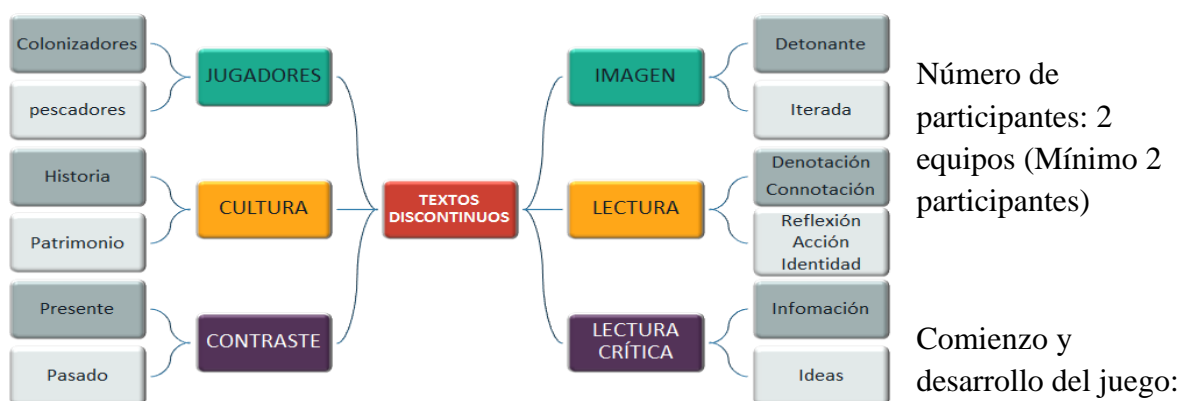 Colonizadores
pescadores
JUGADORES
Historia
Patrimonio
CULTURA
Presente
Pasado
CONTRASTE
TEXTOS
DISCONTINUOS
IMAGEN
Detonante
Iterada
LECTURA
Denotación
Connotación
Reflexión
Acción
Identidad
LECTURA
CRÍTICA
Infomación
Ideas
Número de
participantes: 2
equipos (Mínimo 2
participantes)
Comienzo y
desarrollo del juego: